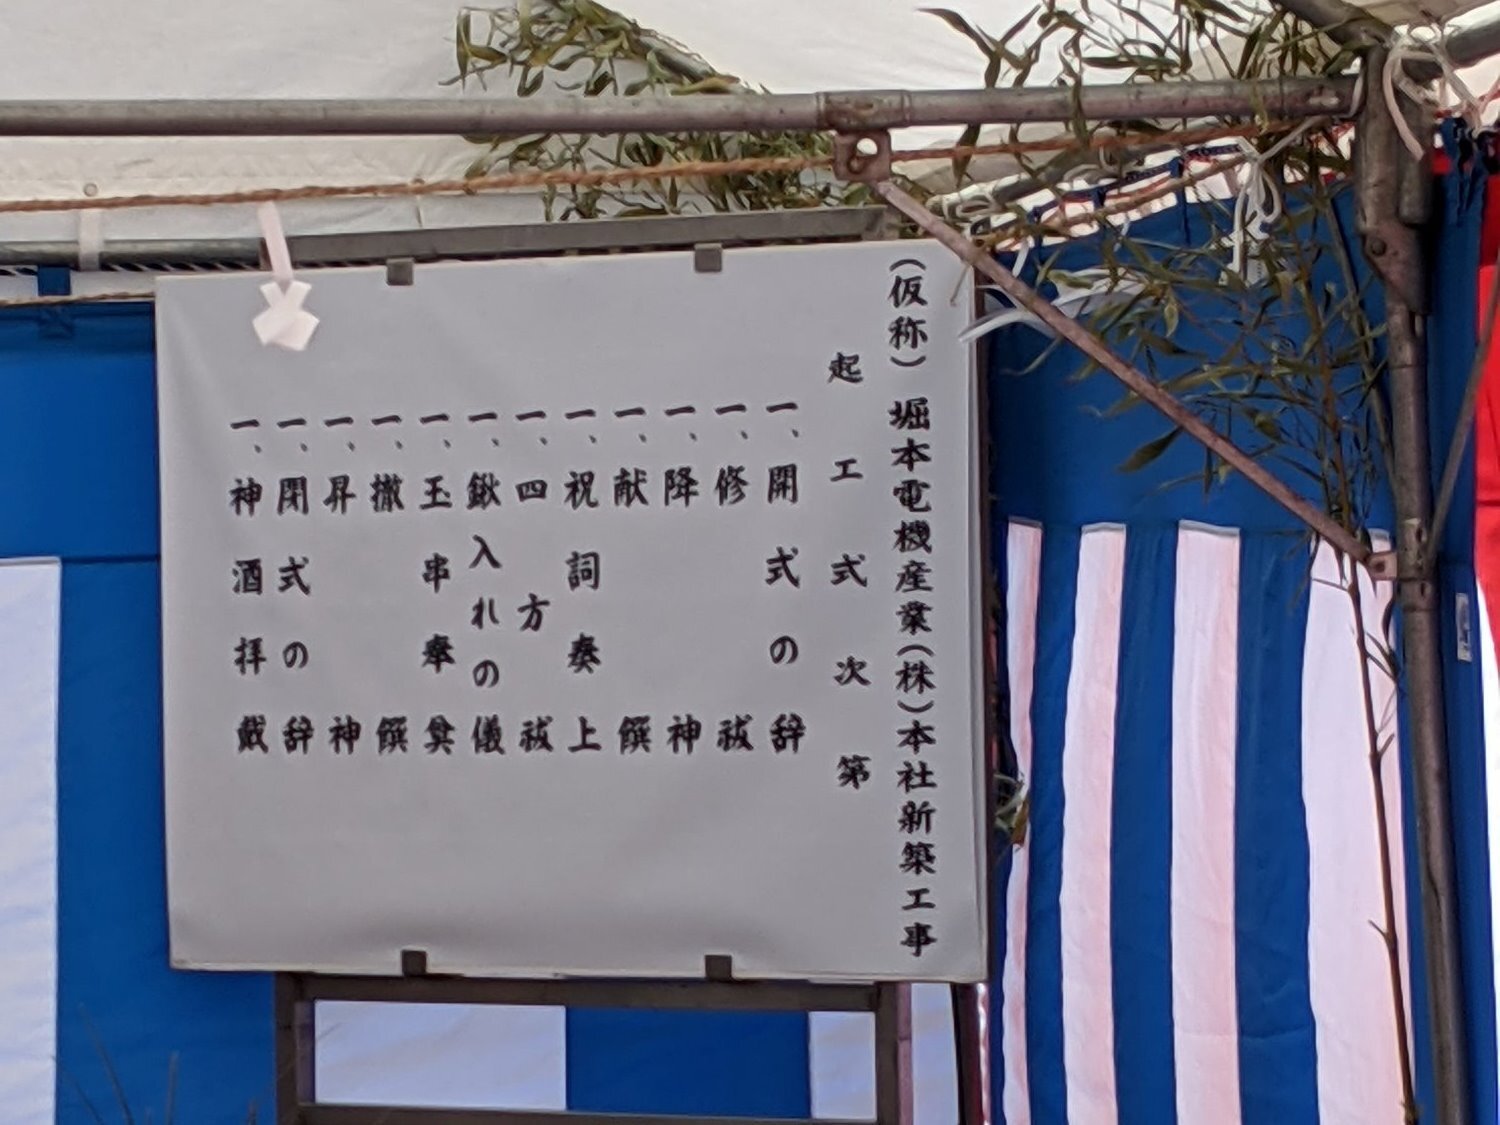 (仮称)堀本電機産業(株)本社新築工事
起工式次第
一、開式の辞
一、修祓
一、降神
一、献饌
一、祝詞奏上
一、四方祓
一、鍬入れの儀
一、玉串奉奠
一、撤饌
一、昇神
一、閉式の辞
一、神酒拝戴